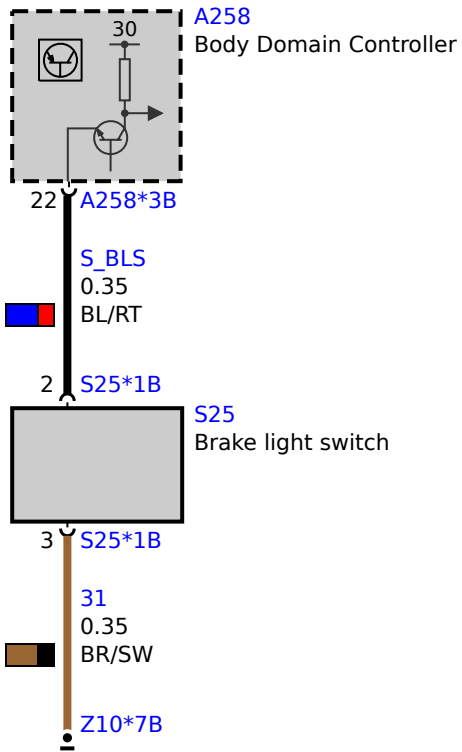 A258
Body Domain Controller
30
22 A258*3B
S_BLS
0.35
BL/RT
2 S25*1B
S25
Brake light switch
3 S25*1B
31
0.35
BR/SW
Z10*7B